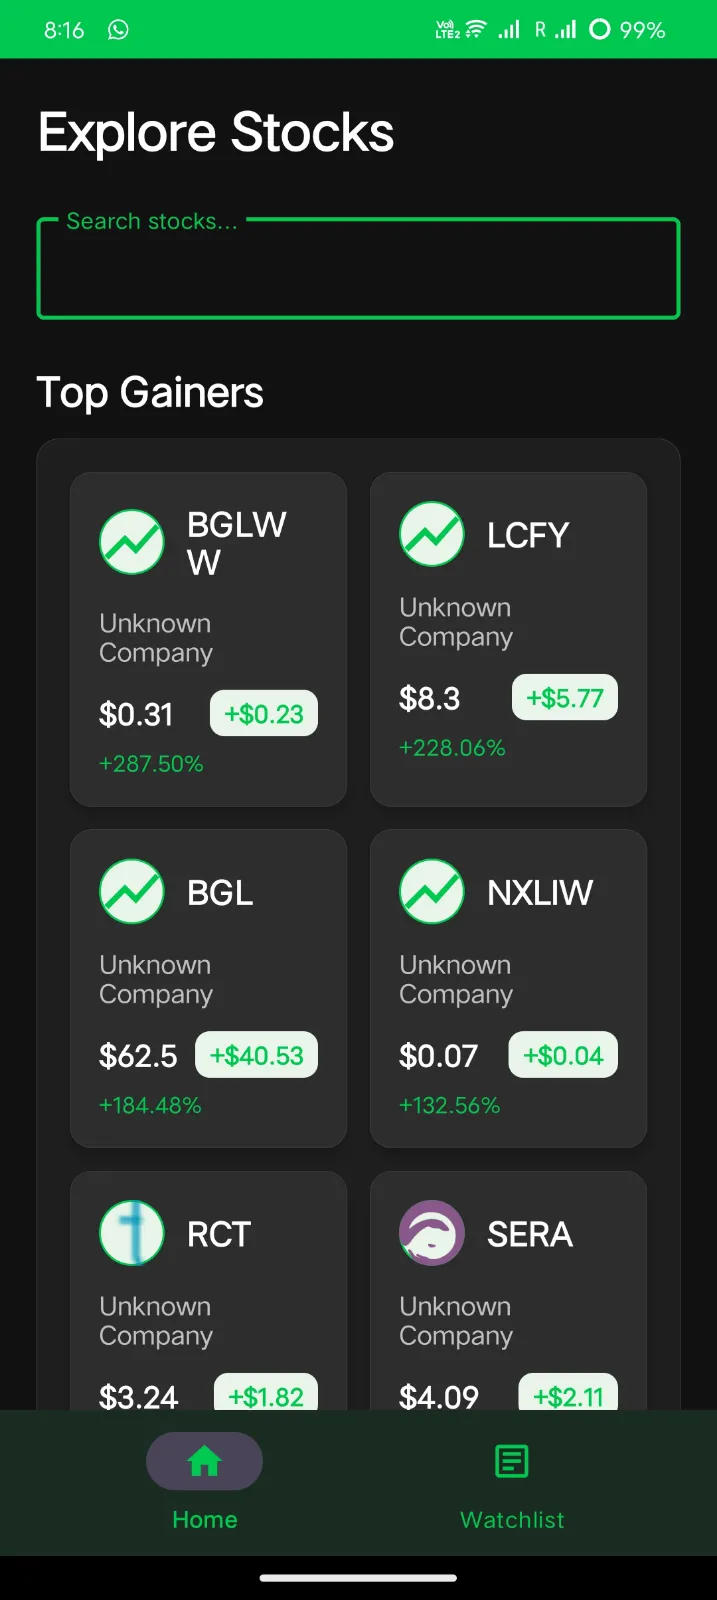 8:16 Vo) LTE2 R 99%
Explore Stocks
Search stocks...
Top Gainers
BGLW
W
Unknown
Company
$0.31 +$0.23
+287.50%
LCFY
Unknown
Company
$8.3 +$5.77
+228.06%
BGL
Unknown
Company
$62.5 +$40.53
+184.48%
NXLIW
Unknown
Company
$0.07 +$0.04
+132.56%
t RCT
Unknown
Company
$3.24 +$1.82
SERA
Unknown
Company
$4.09 +$2.11
Home
Watchlist